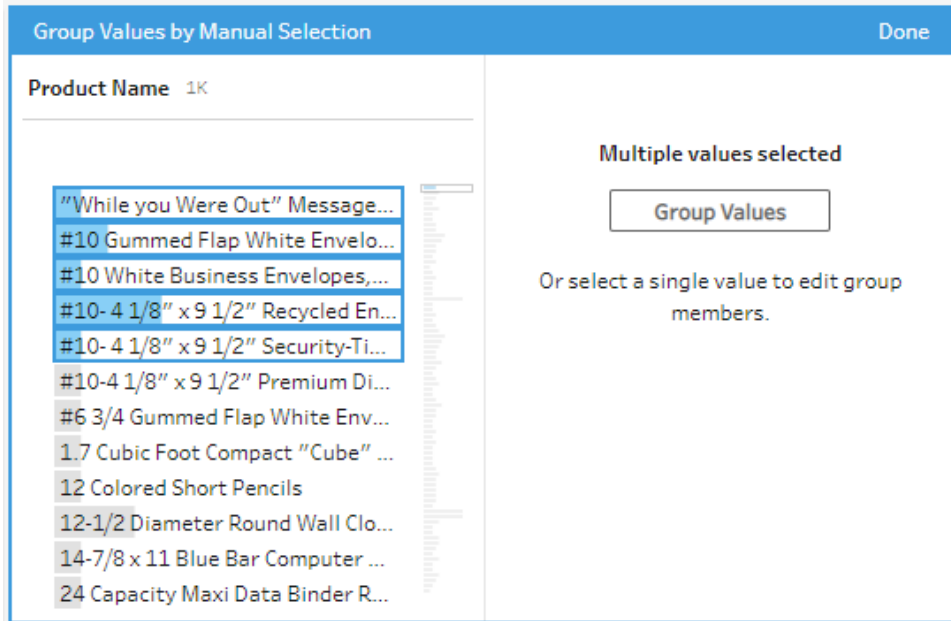 Group Values by Manual Selection
Done
Product Name 1K
"While you Were Out" Message...
#10 Gummed Flap White Envelo...
#10 White Business Envelopes,...
#10- 4 1/8" x 9 1/2" Recycled En...
#10- 4 1/8" x 9 1/2" Security-Ti...
#10-4 1/8" x 9 1/2" Premium Di...
#6 3/4 Gummed Flap White Env...
1.7 Cubic Foot Compact "Cube" ...
12 Colored Short Pencils
12-1/2 Diameter Round Wall Clo...
14-7/8 x 11 Blue Bar Computer ...
24 Capacity Maxi Data Binder R...
Multiple values selected
Group Values
Or select a single value to edit group
members.